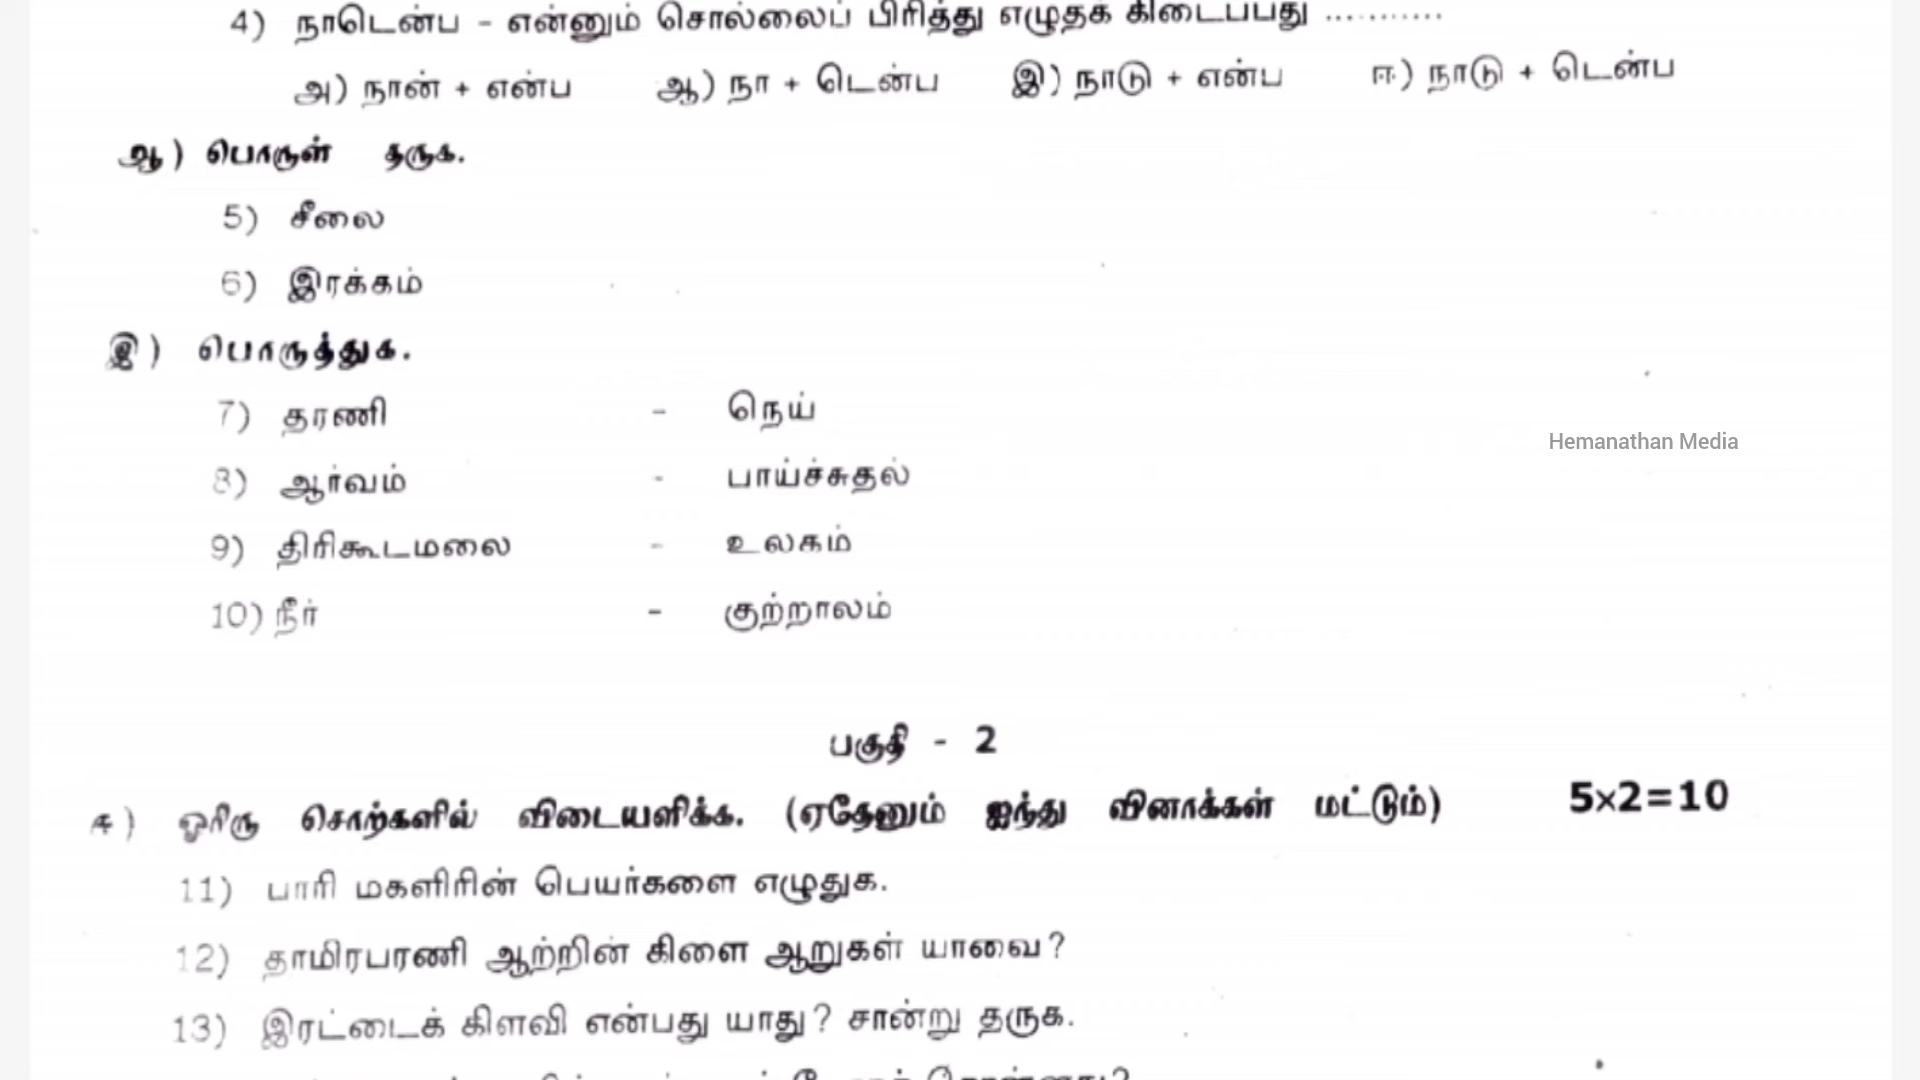 4) நாடென்ப - என்னும் சொல்லைப் பிரித்து எழுதக் கிடைப்பது ...........
அ) நான் + என்ப ஆ) நா + டென்ப இ) நாடு + என்ப ஈ) நாடு + டென்ப
ஆ) பொருள் தருக.
5) சீலை
6) இரக்கம்
இ) பொருத்துக.
7) தரணி - நெய்
Hemanathan Media
8) ஆர்வம் - பாய்ச்சுதல்
9) திரிகூடமலை - உலகம்
10) நீர் - குற்றாலம்
பகுதி - 2
ஈ) ஓரிரு சொற்களில் விடையளிக்க. (ஏதேனும் ஐந்து வினாக்கள் மட்டும்) 5x2=10
11) பாரி மகளிரின் பெயர்களை எழுதுக.
12) தாமிரபரணி ஆற்றின் கிளை ஆறுகள் யாவை?
13) இரட்டைக் கிளவி என்பது யாது? சான்று தருக.